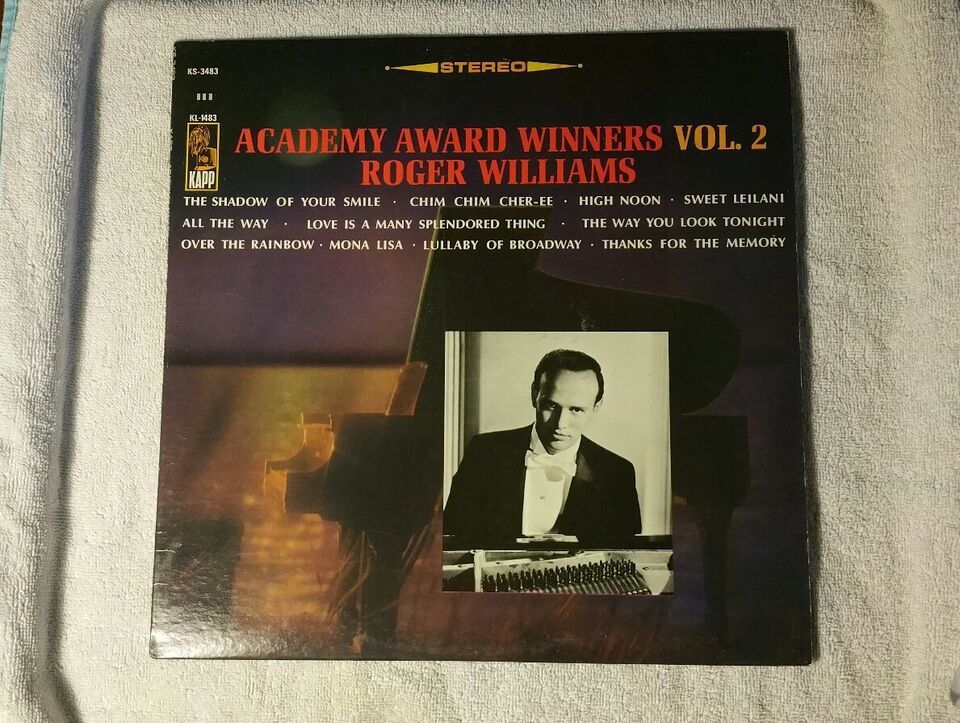 KS-3483
STEREO
KL-1483
KAPP
ACADEMY AWARD WINNERS VOL. 2
ROGER WILLIAMS
THE SHADOW OF YOUR SMILE · CHIM CHIM CHER-EE · HIGH NOON · SWEET LEILANI
ALL THE WAY · LOVE IS A MANY SPLENDORED THING · THE WAY YOU LOOK TONIGHT
OVER THE RAINBOW · MONA LISA · LULLABY OF BROADWAY · THANKS FOR THE MEMORY